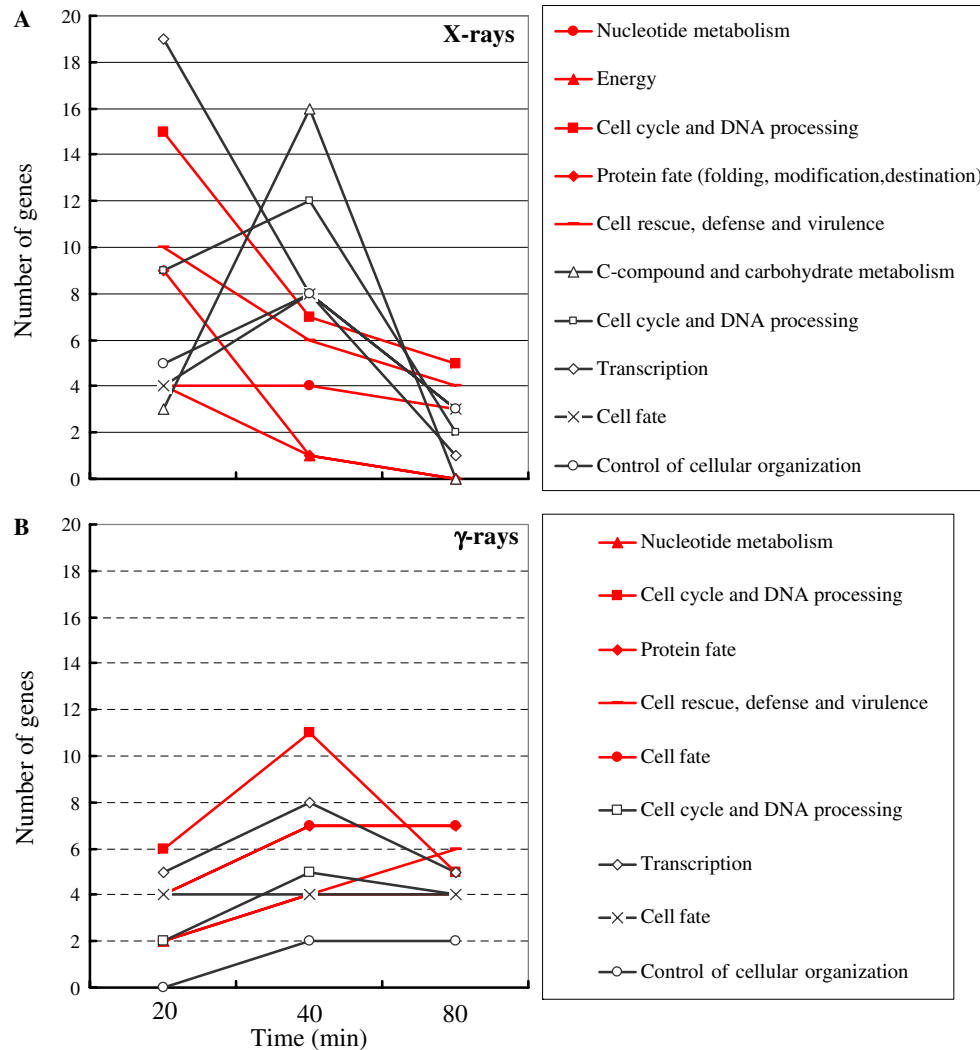 A
X-rays
20
18
16
14
12
10
8
6
4
2
0
Number of genes
Nucleotide metabolism
Energy
Cell cycle and DNA processing
Protein fate (folding, modification,destination)
Cell rescue, defense and virulence
C-compound and carbohydrate metabolism
Cell cycle and DNA processing
Transcription
Cell fate
Control of cellular organization
B
γ-rays
20
18
16
14
12
10
8
6
4
2
0
Number of genes
20 40 80
Time (min)
Nucleotide metabolism
Cell cycle and DNA processing
Protein fate
Cell rescue, defense and virulence
Cell fate
Cell cycle and DNA processing
Transcription
Cell fate
Control of cellular organization